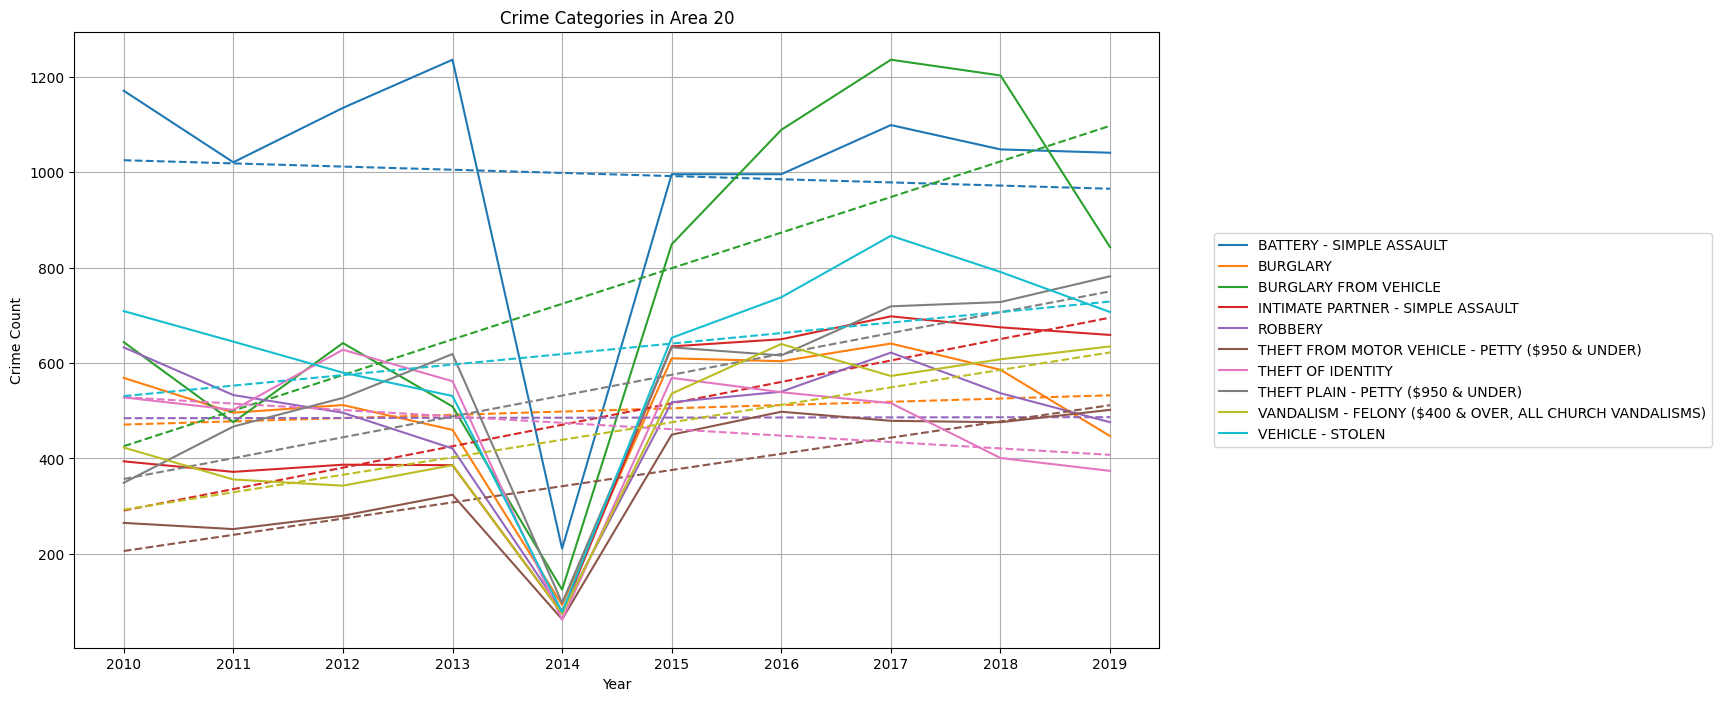 Crime Categories in Area 20
Crime Count
1200
1000
800
600
400
200
2010 2011 2012 2013 2014 2015 2016 2017 2018 2019
Year
BATTERY - SIMPLE ASSAULT
BURGLARY
BURGLARY FROM VEHICLE
INTIMATE PARTNER - SIMPLE ASSAULT
ROBBERY
THEFT FROM MOTOR VEHICLE - PETTY ($950 & UNDER)
THEFT OF IDENTITY
THEFT PLAIN - PETTY ($950 & UNDER)
VANDALISM - FELONY ($400 & OVER, ALL CHURCH VANDALISMS)
VEHICLE - STOLEN